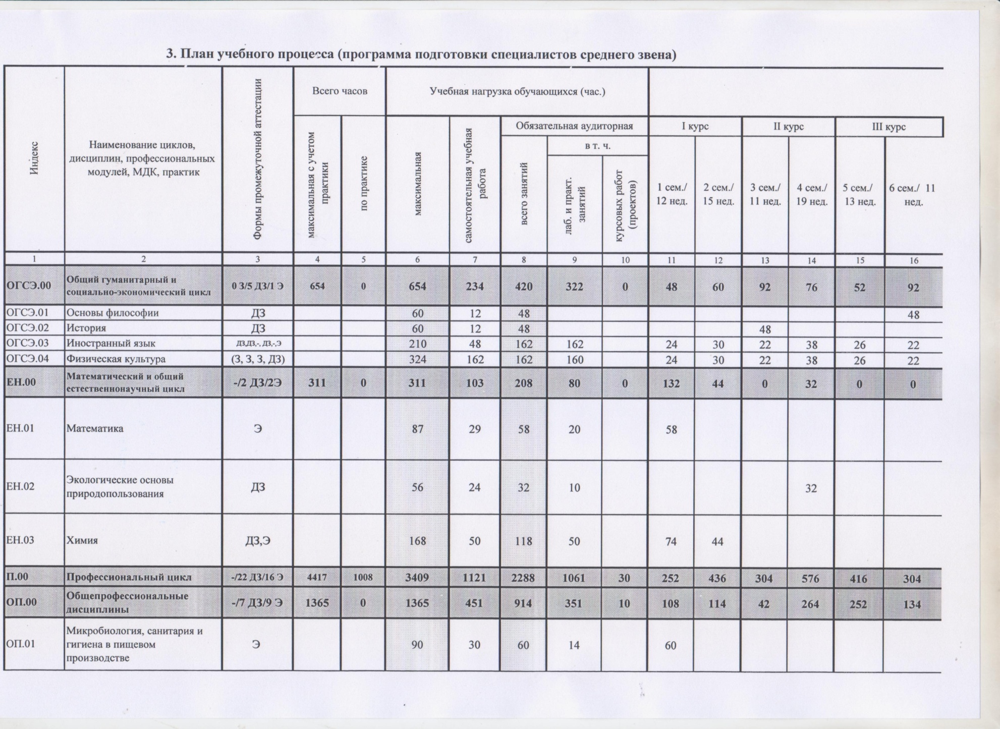 3. План учебного процесса (программа подготовки специалистов среднего звена)
Индекс
Наименование циклов,
дисциплин, профессиональных
модулей, МДК, практик
Формы промежуточной аттестации
Всего часов
Учебная нагрузка обучающихся (час.)
максимальная с учетом
практики
по практике
максимальная
самостоятельная учебная
работа
Обязательная аудиторная
всего занятий
в т. ч.
лаб. и практ.
занятий
курсовых работ
(проектов)
I курс II курс III курс
1 сем./ 2 сем./ 3 сем./ 4 сем./ 5 сем./ 6 сем./ 11
12 нед. 15 нед. 11 нед. 19 нед. 13 нед. нед.
1 2 3 4 5 6 7 8 9 10 11 12 13 14 15 16
ОГСЭ.00 Общий гуманитарный и
социально-экономический цикл 0 З/5 ДЗ/1 Э 654 0 654 234 420 322 0 48 60 92 76 52 92
ОГСЭ.01 Основы философии ДЗ 60 12 48 48
ОГСЭ.02 История ДЗ 60 12 48 48
ОГСЭ.03 Иностранный язык ДЗ,ДЗ,-, ДЗ,-,Э 210 48 162 162 24 30 22 38 26 22
ОГСЭ.04 Физическая культура (З, З, З, ДЗ) 324 162 162 160 24 30 22 38 26 22
ЕН.00 Математический и общий
естественнонаучный цикл -/2 ДЗ/2Э 311 0 311 103 208 80 0 132 44 0 32 0 0
ЕН.01 Математика Э 87 29 58 20 58
ЕН.02 Экологические основы
природопользования ДЗ 56 24 32 10 32
ЕН.03 Химия ДЗ,Э 168 50 118 50 74 44
П.00 Профессиональный цикл -/22 ДЗ/16 Э 4417 1008 3409 1121 2288 1061 30 252 436 304 576 416 304
ОП.00 Общепрофессиональные
дисциплины -/7 ДЗ/9 Э 1365 0 1365 451 914 351 10 108 114 42 264 252 134
ОП.01 Микробиология, санитария и
гигиена в пищевом
производстве Э 90 30 60 14 60